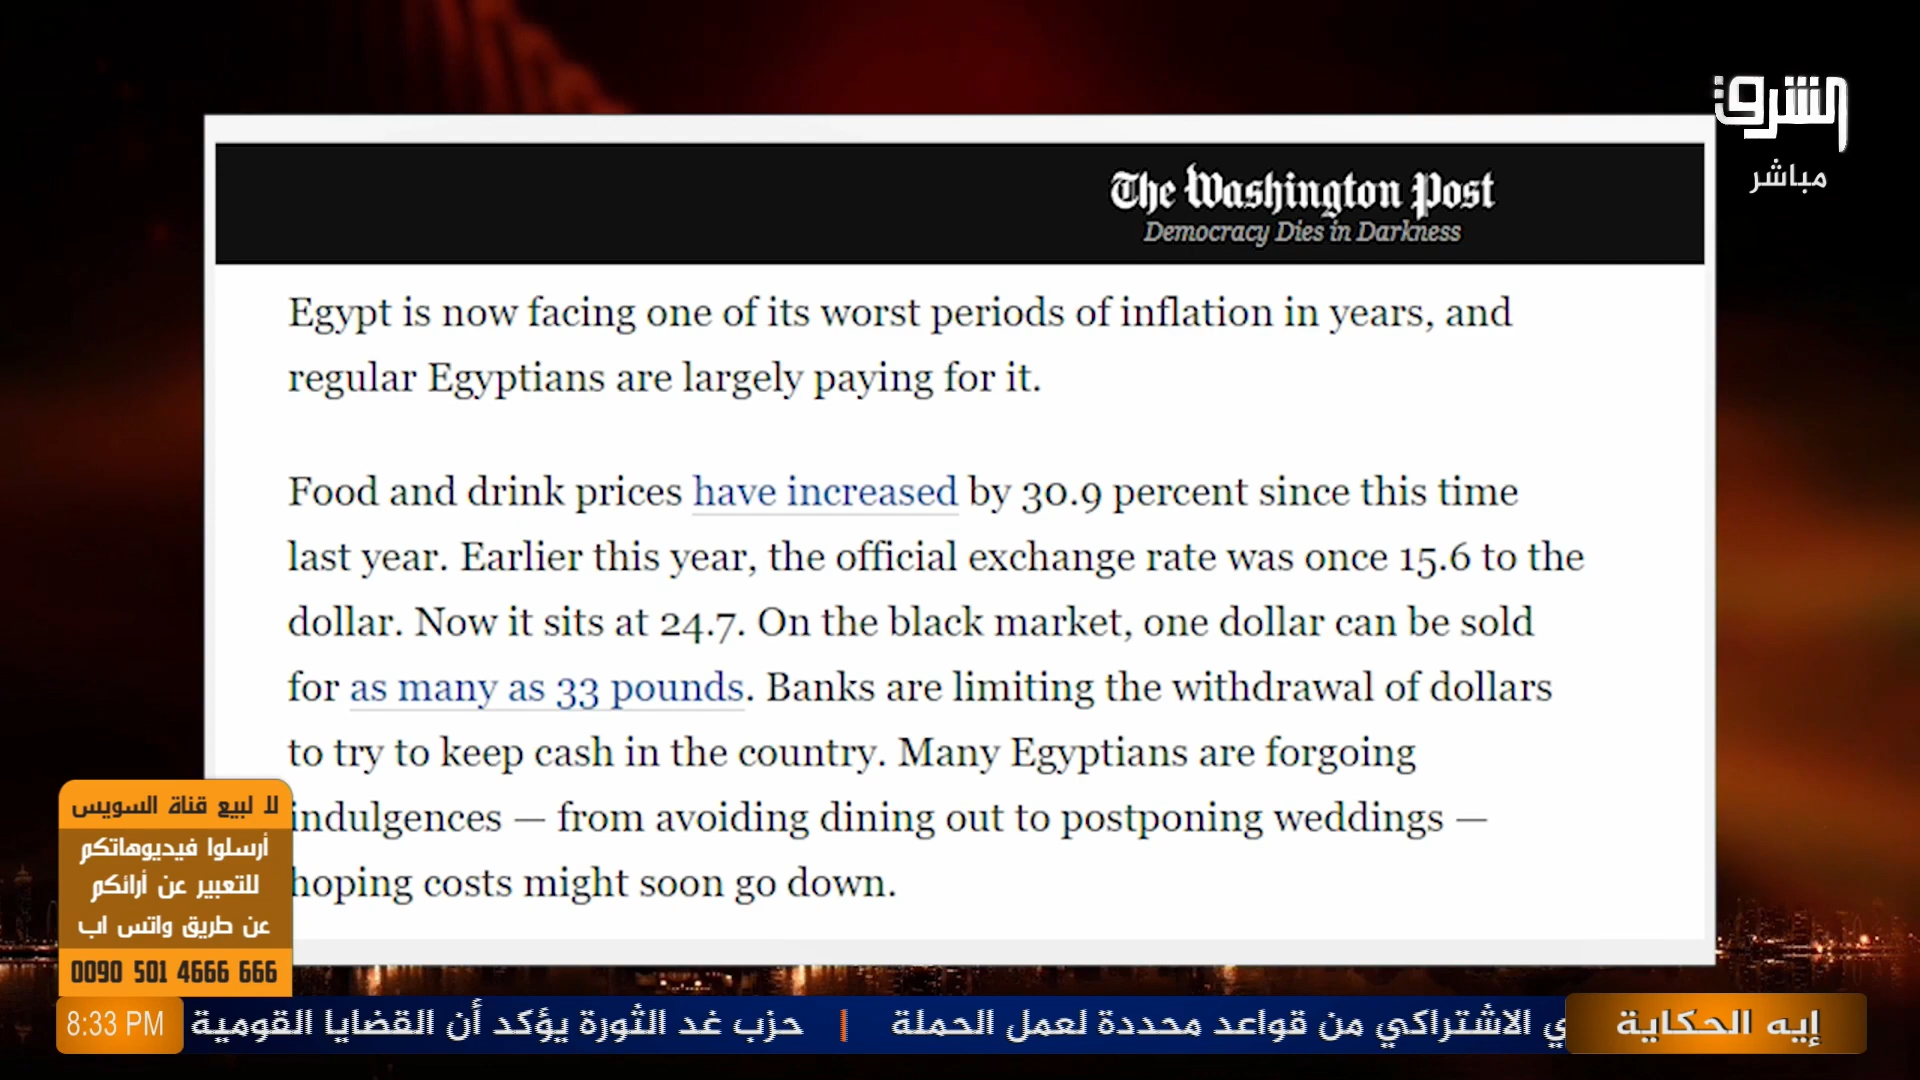 الشرق
مباشر
The Washington Post
Democracy Dies in Darkness
Egypt is now facing one of its worst periods of inflation in years, and
regular Egyptians are largely paying for it.
Food and drink prices have increased by 30.9 percent since this time
last year. Earlier this year, the official exchange rate was once 15.6 to the
dollar. Now it sits at 24.7. On the black market, one dollar can be sold
for as many as 33 pounds. Banks are limiting the withdrawal of dollars
to try to keep cash in the country. Many Egyptians are forgoing
indulgences — from avoiding dining out to postponing weddings —
hoping costs might soon go down.
لا لبيع قناة السويس
أرسلوا فيديوهاتكم
للتعبير عن أرائكم
عن طريق واتس اب
0090 501 4666 666
8:33 PM
إيه الحكاية
ي الاشتراكي من قواعد محددة لعمل الحملة | حزب غد الثورة يؤكد أن القضايا القومية